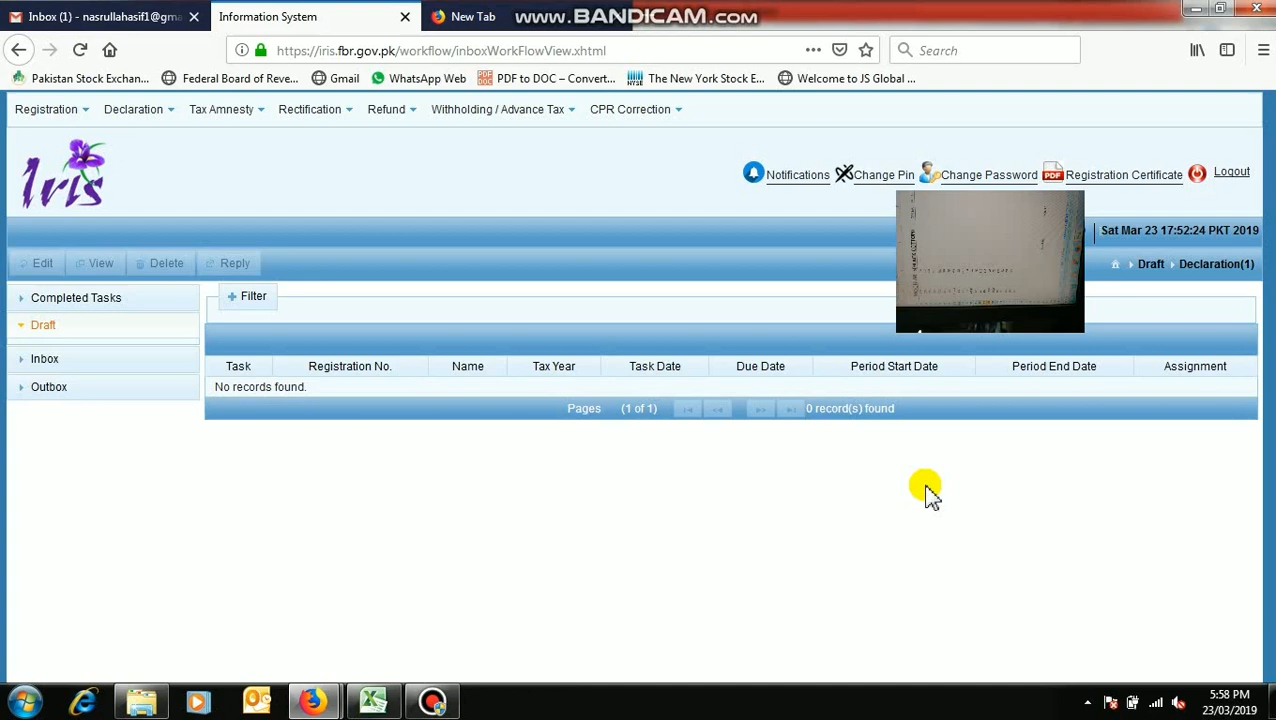 Inbox (1) - nasrullahasif1@gma
Information System
New Tab
www.BANDICAM.com
https://iris.fbr.gov.pk/workflow/inboxWorkFlowView.xhtml
Search
Pakistan Stock Exchan...
Federal Board of Reve...
Gmail
WhatsApp Web
PDF to DOC – Convert...
The New York Stock E...
Welcome to JS Global ...
Registration
Declaration
Tax Amnesty
Rectification
Refund
Withholding / Advance Tax
CPR Correction
Iris
Notifications
Change Pin
Change Password
Registration Certificate
Logout
Sat Mar 23 17:52:24 PKT 2019
Edit
View
Delete
Reply
Draft
Declaration(1)
Completed Tasks
Draft
Inbox
Outbox
Filter
Task
Registration No.
Name
Tax Year
Task Date
Due Date
Period Start Date
Period End Date
Assignment
No records found.
Pages (1 of 1) 0 record(s) found
5:58 PM
23/03/2019